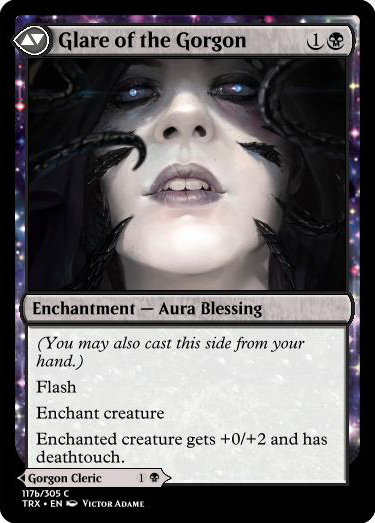 Glare of the Gorgon 1
Enchantment — Aura Blessing
(You may also cast this side from your
hand.)
Flash
Enchant creature
Enchanted creature gets +0/+2 and has
deathtouch.
Gorgon Cleric 1
117b/305 C
TRX • EN Victor Adame